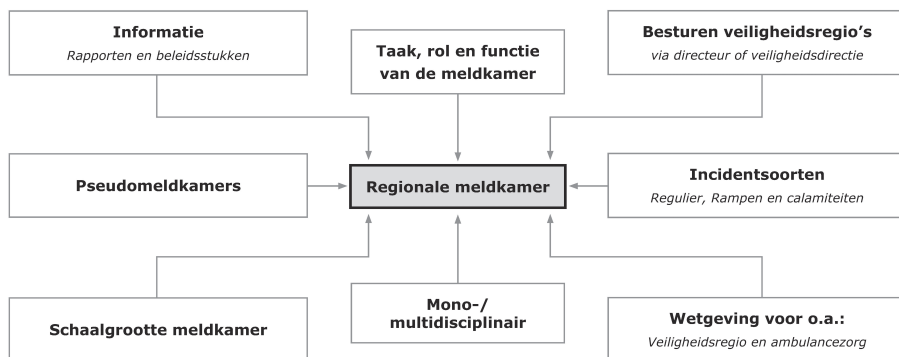 Informatie
Rapporten en beleidsstukken
Taak, rol en functie
van de meldkamer
Besturen veiligheidsregio's
via directeur of veiligheidsdirectie
Pseudomeldkamers
Regionale meldkamer
Incidentsoorten
Regulier, Rampen en calamiteiten
Schaalgrootte meldkamer
Mono-/
multidisciplinair
Wetgeving voor o.a.:
Veiligheidsregio en ambulancezorg